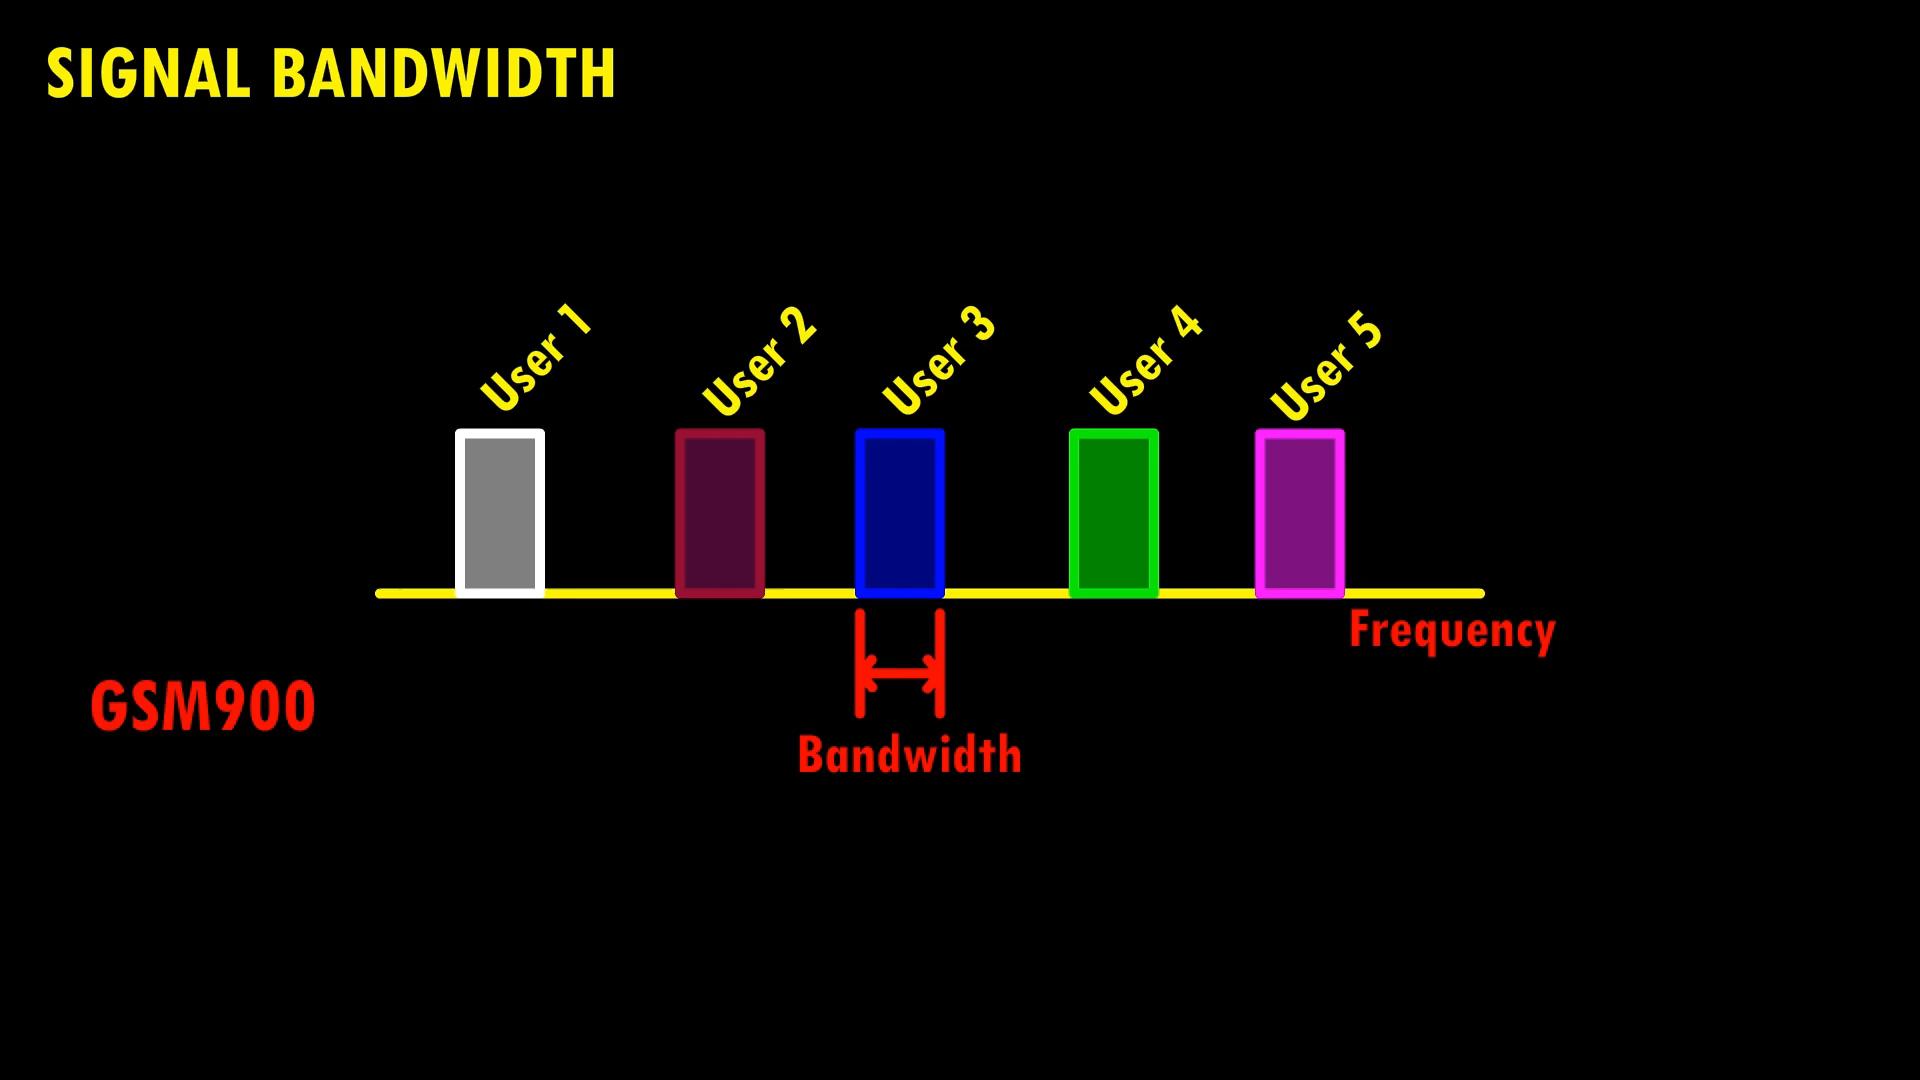 SIGNAL BANDWIDTH
User 1
User 2
User 3
User 4
User 5
Frequency
GSM900
Bandwidth